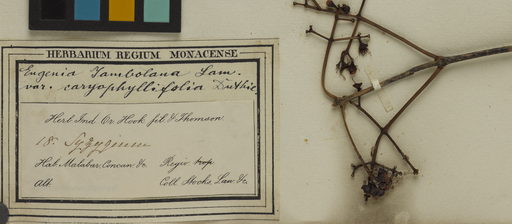 HERBARIUM REGIUM MONACENSE
Eugenia Jambolana Lam.
var. caryophyllifolia Duthie.
Herb. Ind. Or. Hook. fil. & Thomson.
18. Syzygium
Hab. Malabar, Concan &c. Regio trop.
Alt. Coll. Stocks, Law &c.